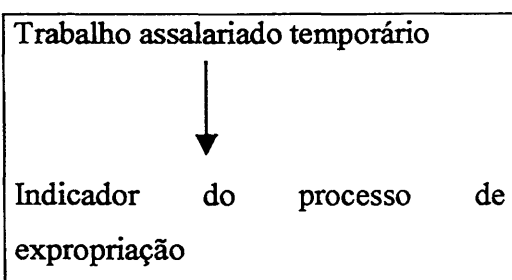 Trabalho assalariado temporário
Indicador do processo de
expropriação